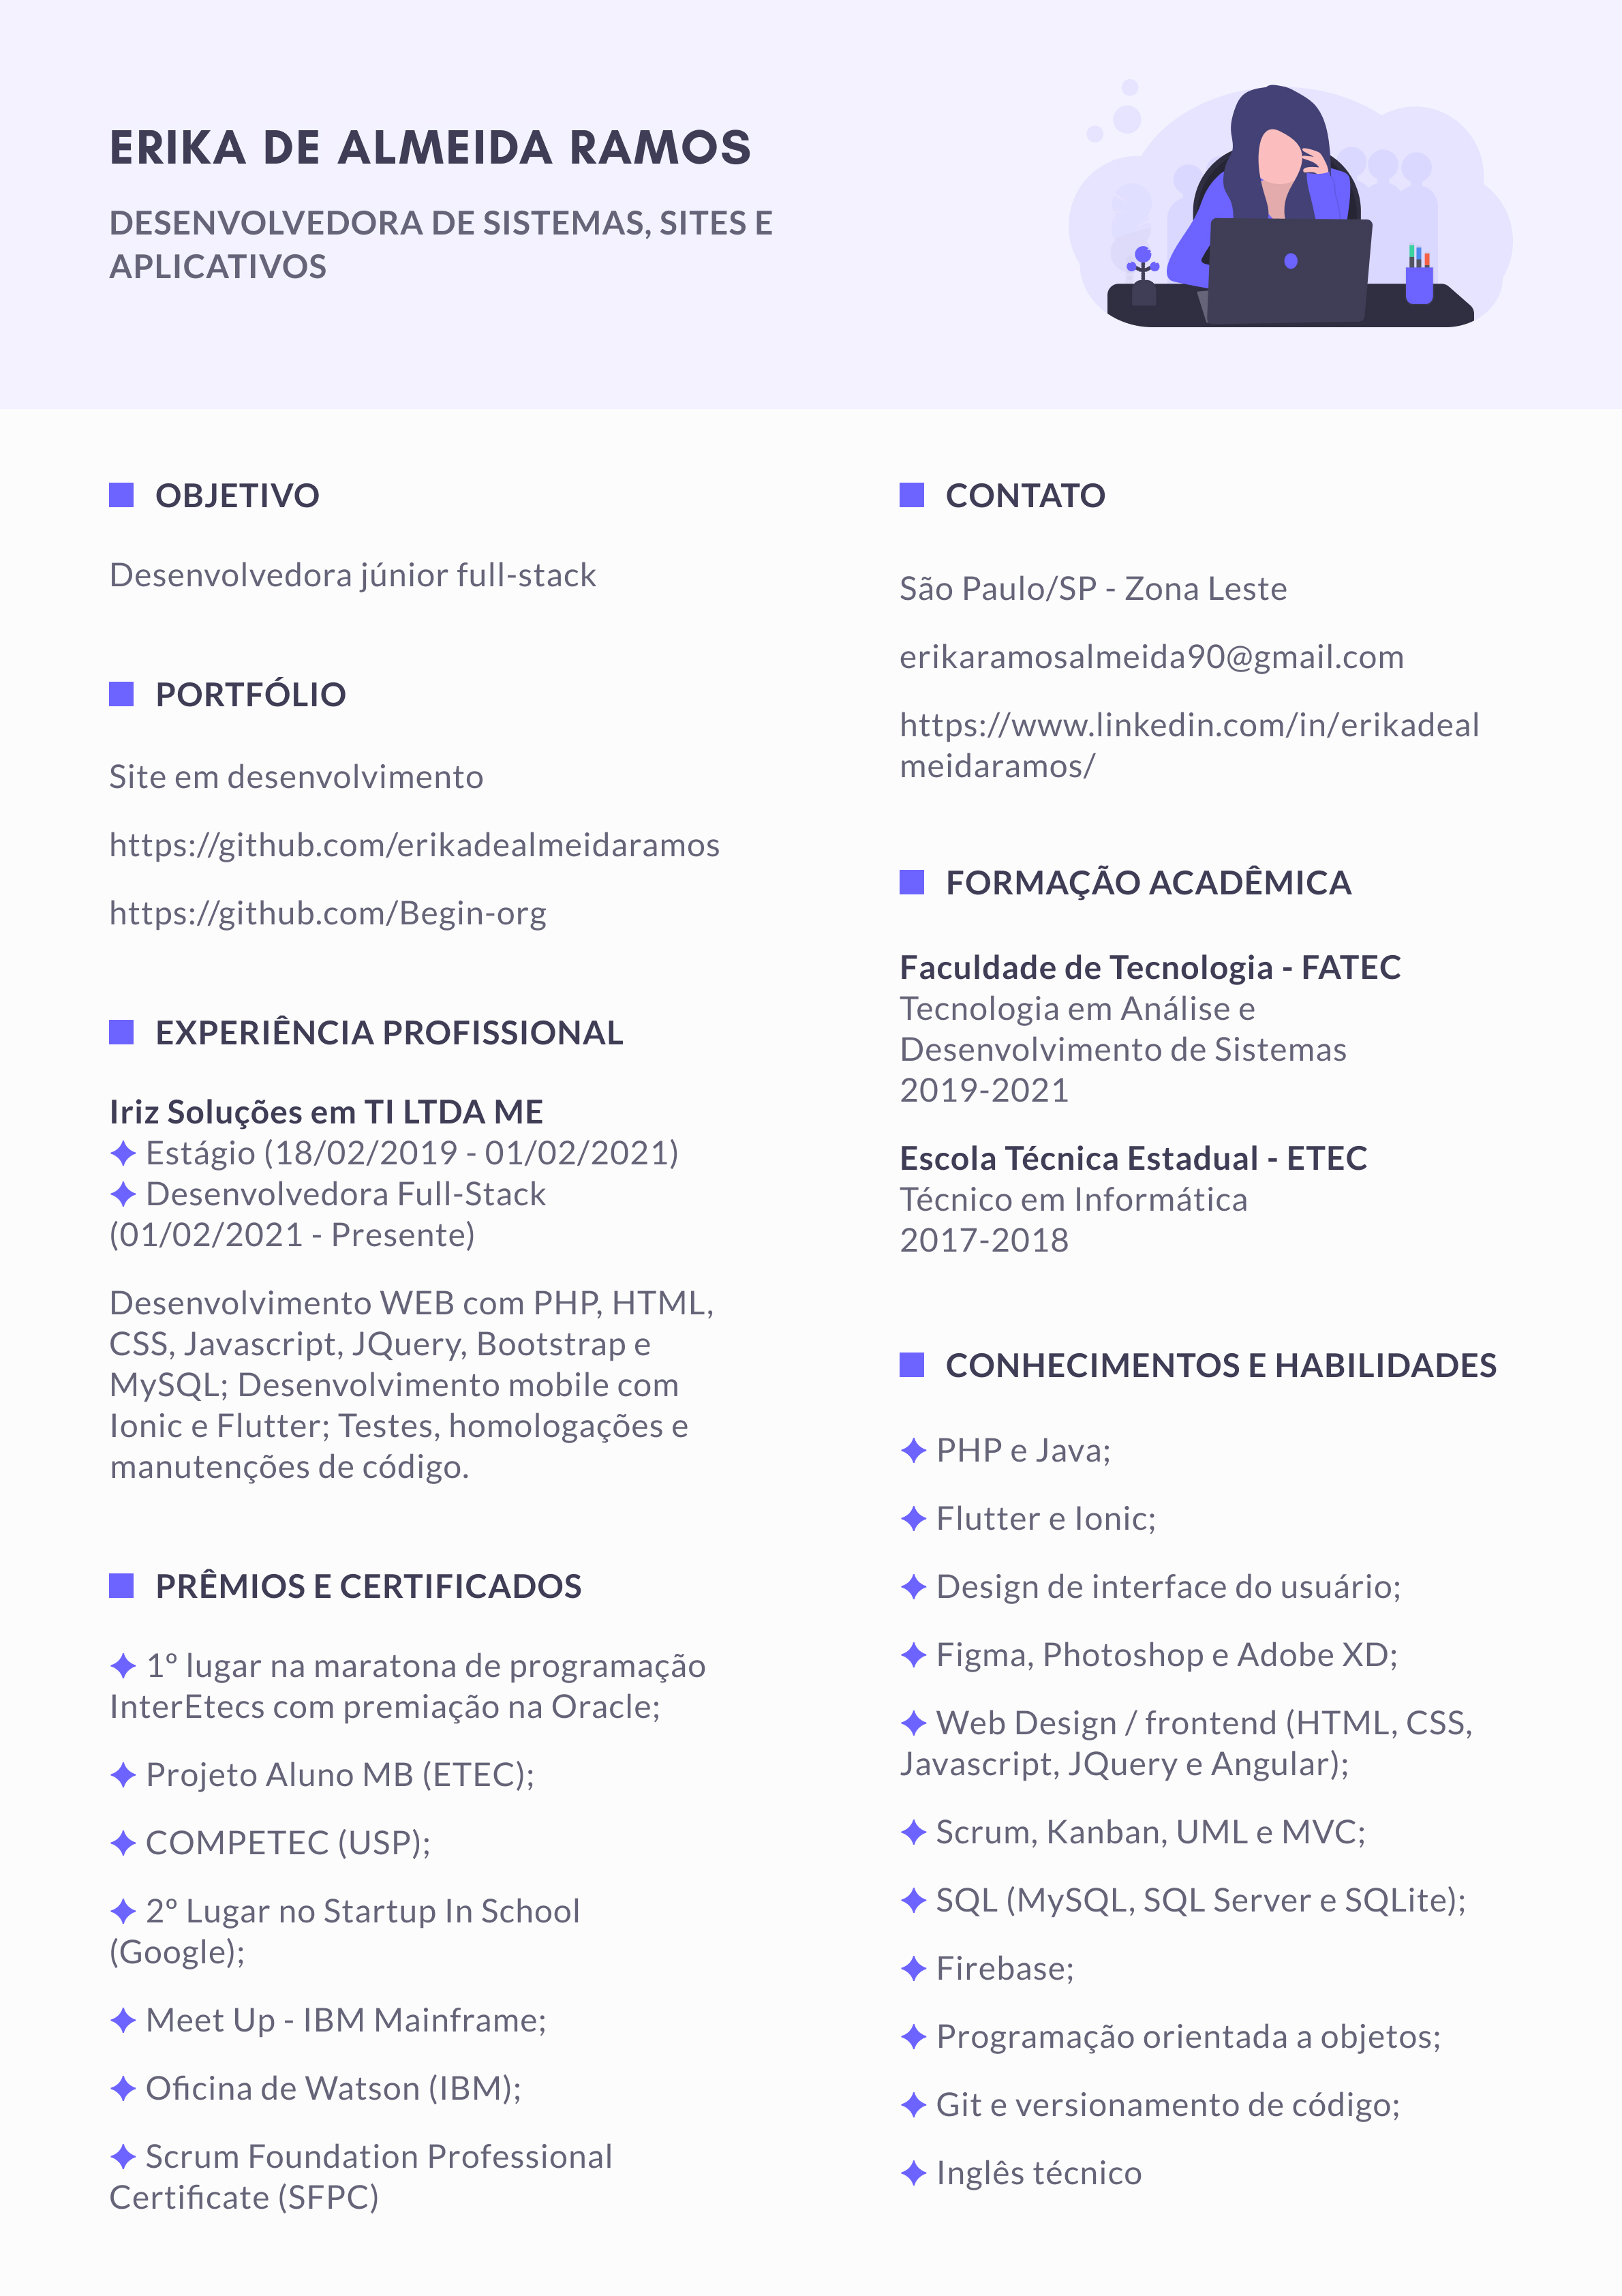 ERIKA DE ALMEIDA RAMOS
DESENVOLVEDORA DE SISTEMAS, SITES E
APLICATIVOS
OBJETIVO
Desenvolvedora júnior full-stack
PORTFÓLIO
Site em desenvolvimento
https://github.com/erikadealmeidaramos
https://github.com/Begin-org
EXPERIÊNCIA PROFISSIONAL
Iriz Soluções em TI LTDA ME
✦ Estágio (18/02/2019 - 01/02/2021)
✦ Desenvolvedora Full-Stack
(01/02/2021 - Presente)
Desenvolvimento WEB com PHP, HTML,
CSS, Javascript, JQuery, Bootstrap e
MySQL; Desenvolvimento mobile com
Ionic e Flutter; Testes, homologações e
manutenções de código.
PRÊMIOS E CERTIFICADOS
✦ 1º lugar na maratona de programação
InterEtecs com premiação na Oracle;
✦ Projeto Aluno MB (ETEC);
✦ COMPETEC (USP);
✦ 2º Lugar no Startup In School
(Google);
✦ Meet Up - IBM Mainframe;
✦ Oficina de Watson (IBM);
✦ Scrum Foundation Professional
Certificate (SFPC)
CONTATO
São Paulo/SP - Zona Leste
erikaramosalmeida90@gmail.com
https://www.linkedin.com/in/erikadeal
meidaramos/
FORMAÇÃO ACADÊMICA
Faculdade de Tecnologia - FATEC
Tecnologia em Análise e
Desenvolvimento de Sistemas
2019-2021
Escola Técnica Estadual - ETEC
Técnico em Informática
2017-2018
CONHECIMENTOS E HABILIDADES
✦ PHP e Java;
✦ Flutter e Ionic;
✦ Design de interface do usuário;
✦ Figma, Photoshop e Adobe XD;
✦ Web Design / frontend (HTML, CSS,
Javascript, JQuery e Angular);
✦ Scrum, Kanban, UML e MVC;
✦ SQL (MySQL, SQL Server e SQLite);
✦ Firebase;
✦ Programação orientada a objetos;
✦ Git e versionamento de código;
✦ Inglês técnico